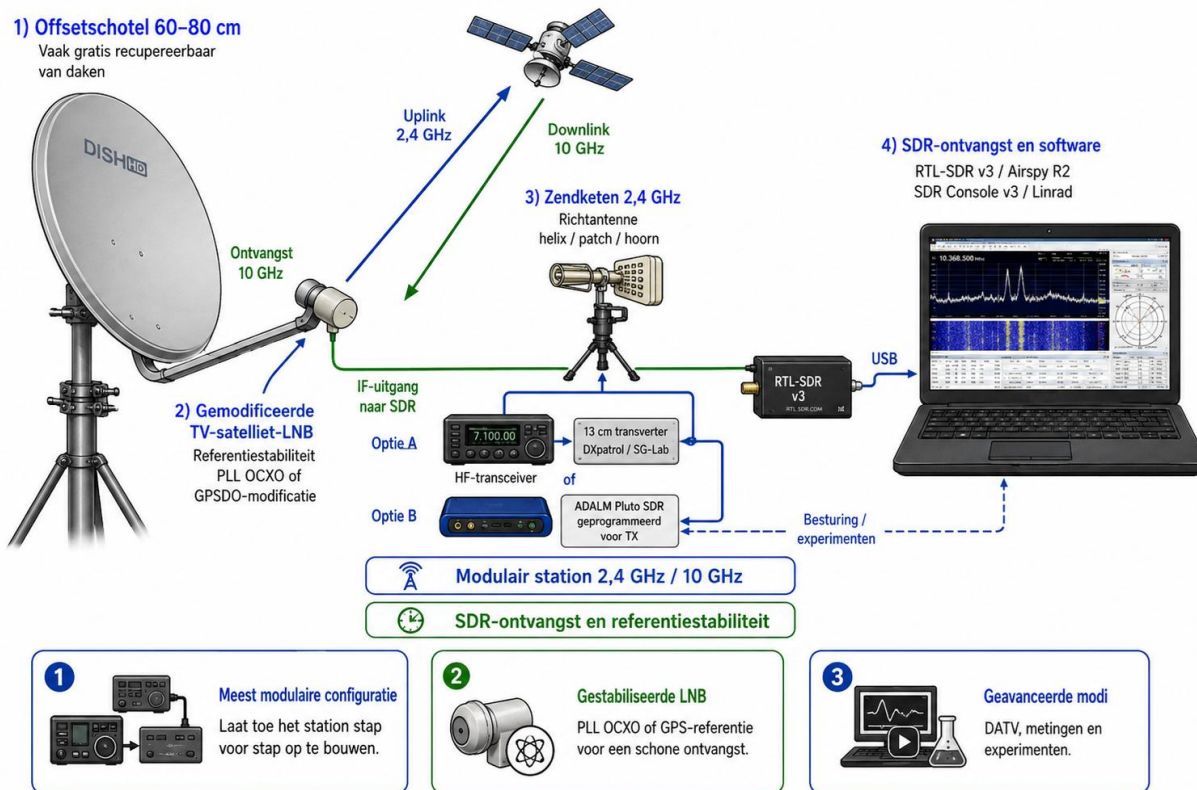 1) Offsetschotel 60–80 cm
Vaak gratis recupereerbaar
van daken
DISH HD
Uplink
2,4 GHz
Downlink
10 GHz
Ontvangst
10 GHz
3) Zendketen 2,4 GHz
Richtantenne
helix / patch / hoorn
4) SDR-ontvangst en software
RTL-SDR v3 / Airspy R2
SDR Console v3 / Linrad
10.368.500
2) Gemodificeerde
TV-satelliet-LNB
Referentiestabiliteit
PLL OCXO of
GPSDO-modificatie
IF-uitgang
naar SDR
RTL-SDR
v3
RTL SDR.COM
USB
Optie A
7.100.00
HF-transceiver
13 cm transverter
DXpatrol / SG-Lab
of
Optie B
ADALM Pluto SDR
geprogrammeerd
voor TX
Besturing /
experimenten
Modulair station 2,4 GHz / 10 GHz
SDR-ontvangst en referentiestabiliteit
1
Meest modulaire configuratie
Laat toe het station stap
voor stap op te bouwen.
2
Gestabiliseerde LNB
PLL OCXO of GPS-referentie
voor een schone ontvangst.
3
Geavanceerde modi
DATV, metingen en
experimenten.